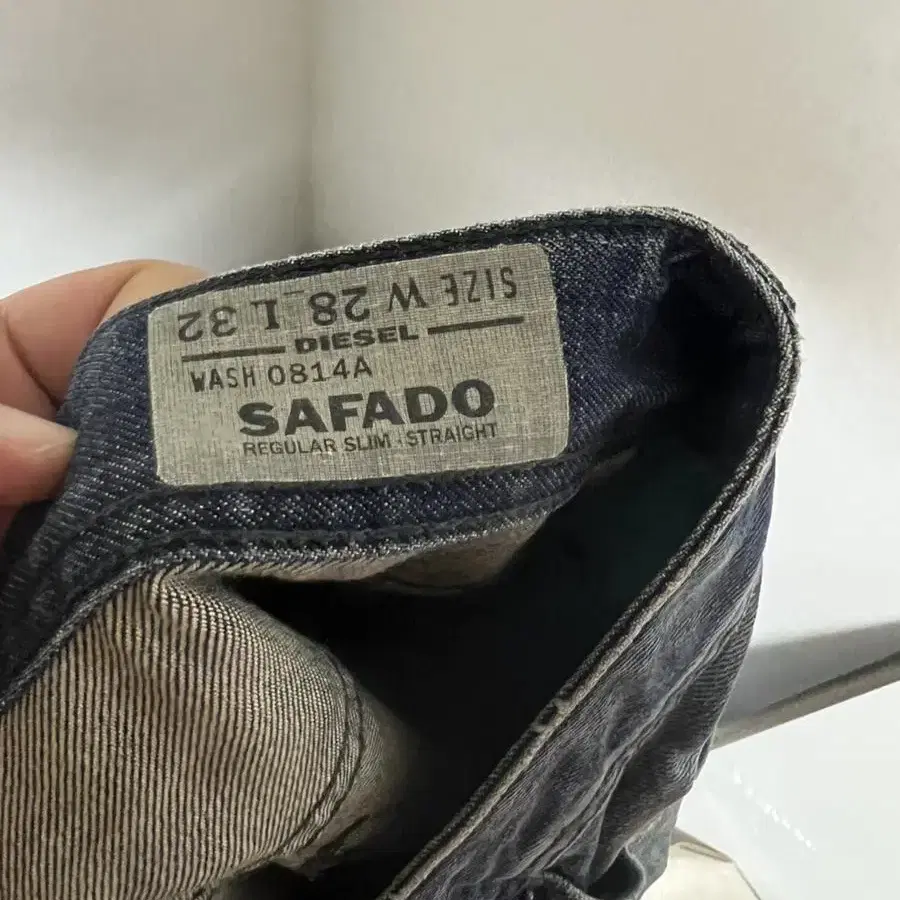 SIZE W 28 L 32
DIESEL
WASH 0814A
SAFADO
REGULAR SLIM-STRAIGHT